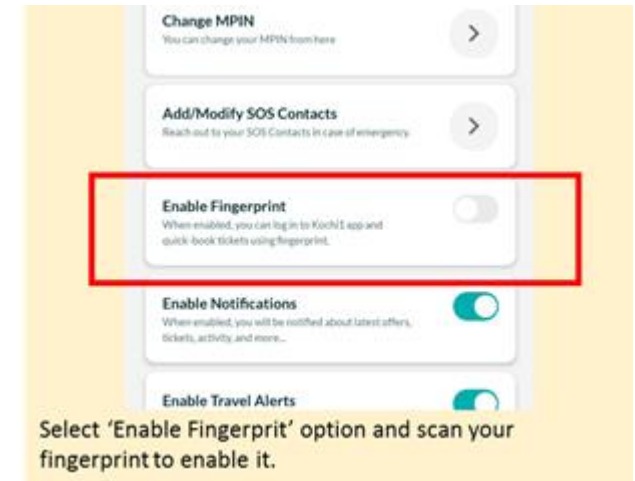 Change MPIN
You can change your MPIN from here
Add/Modify SOS Contacts
Reach out to your SOS Contacts in case of emergency.
Enable Fingerprint
When enabled, you can log in to Kochi1 app and
quick-book tickets using fingerprint.
Enable Notifications
When enabled, you will be notified about latest offers,
tickets, activity, and more...
Enable Travel Alerts
Select ‘Enable Fingerprit’ option and scan your
fingerprint to enable it.